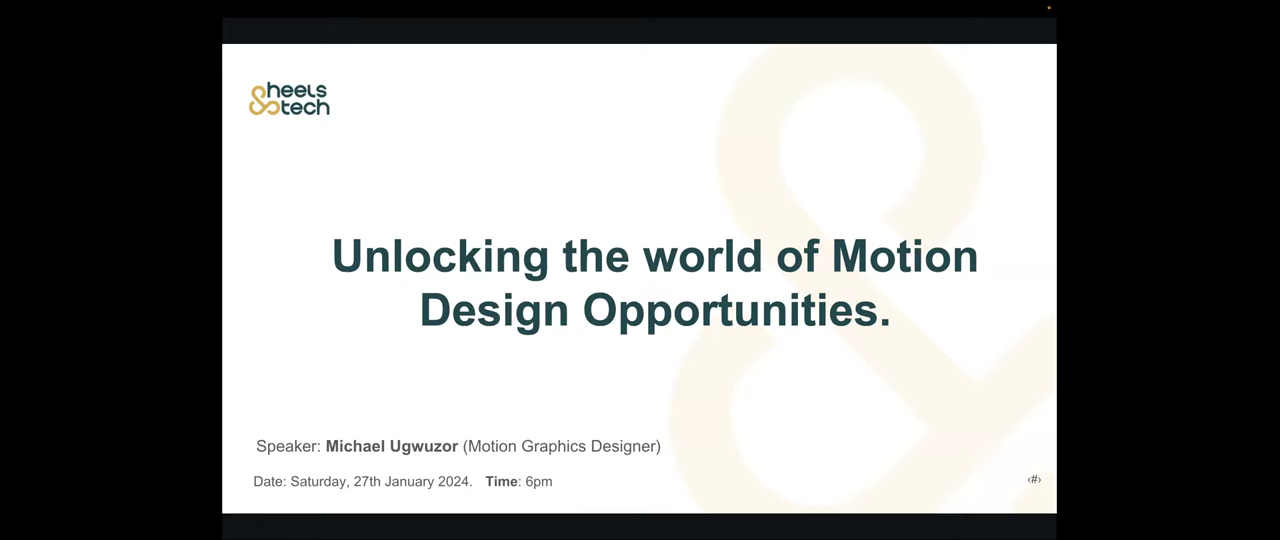 heels
&tech
Unlocking the world of Motion
Design Opportunities.
Speaker: Michael Ugwuzor (Motion Graphics Designer)
Date: Saturday, 27th January 2024. Time: 6pm
‹#›